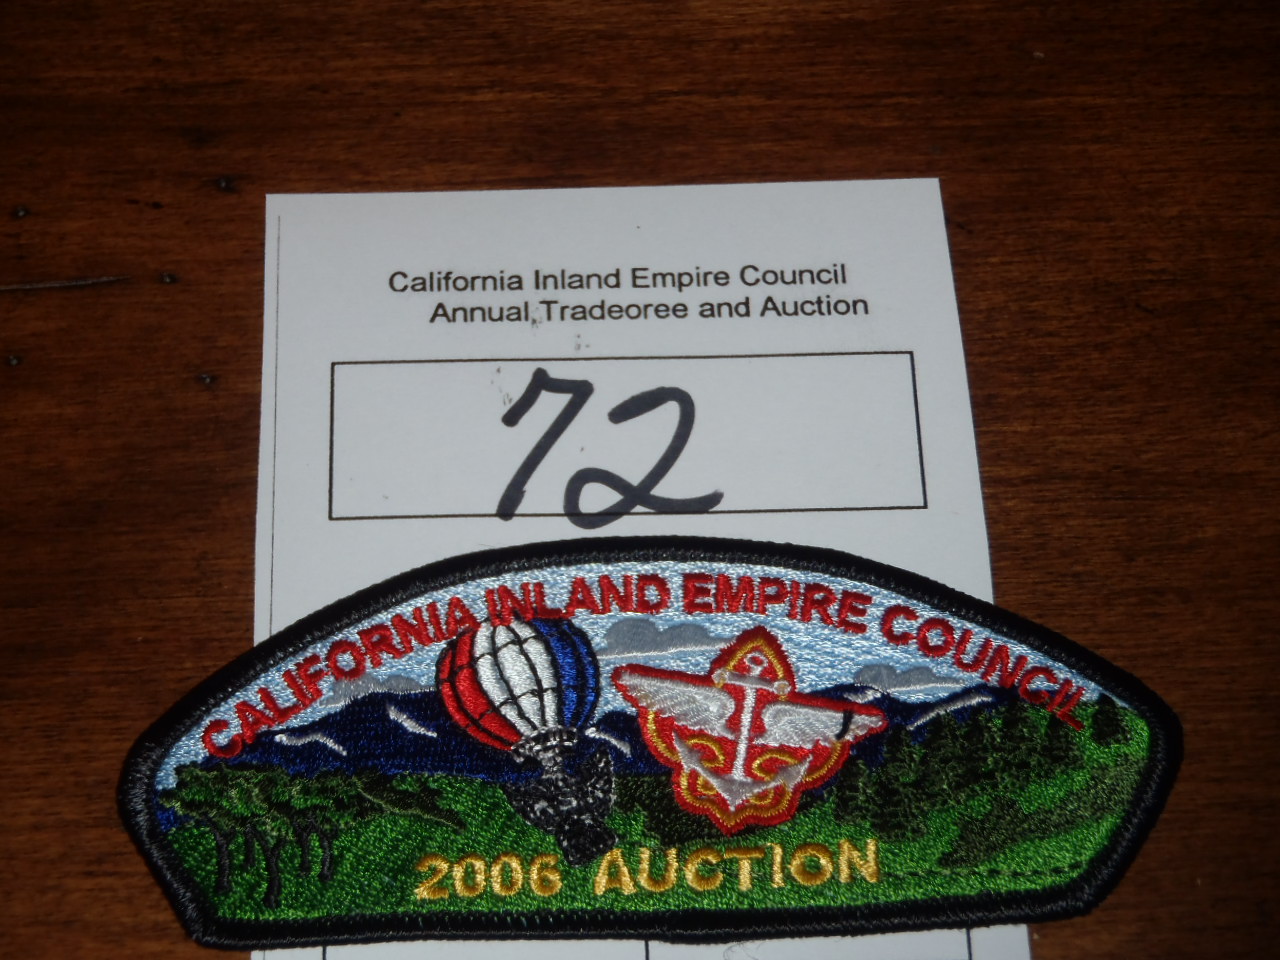 California Inland Empire Council
Annual Tradeoree and Auction
72
CALIFORNIA INLAND EMPIRE COUNCIL
2006 AUCTION